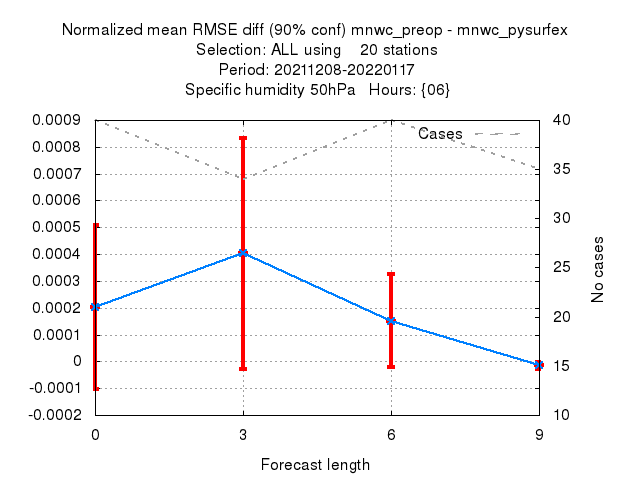 Normalized mean RMSE diff (90% conf) mnwc_preop - mnwc_pysurfex
Selection: ALL using    20 stations
Period: 20211208-20220117
Specific humidity 50hPa   Hours: {06}
Cases
0.0009
0.0008
0.0007
0.0006
0.0005
0.0004
0.0003
0.0002
0.0001
0
-0.0001
-0.0002
40
35
30
25
20
15
10
No cases
0 3 6 9
Forecast length